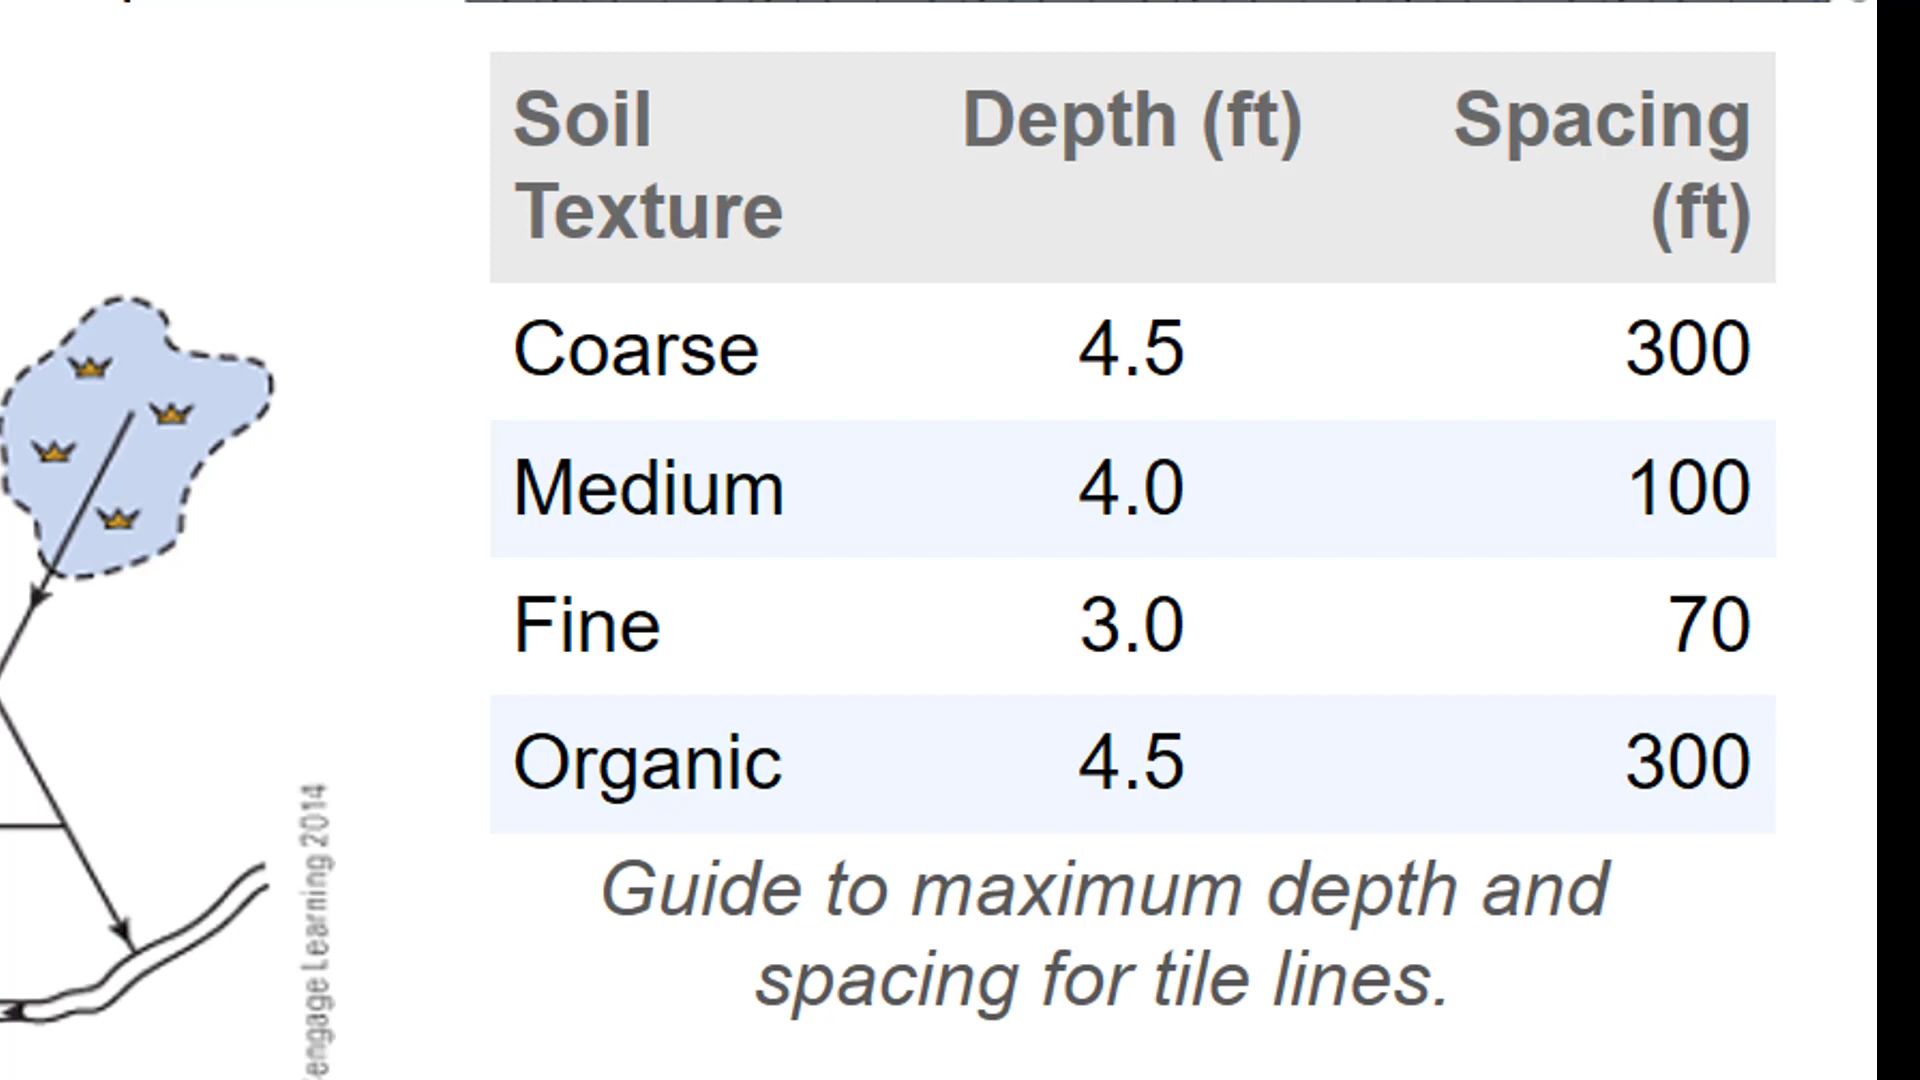 Soil Texture Depth (ft) Spacing (ft)
Coarse 4.5 300
Medium 4.0 100
Fine 3.0 70
Organic 4.5 300
Guide to maximum depth and
spacing for tile lines.
Learning 2014